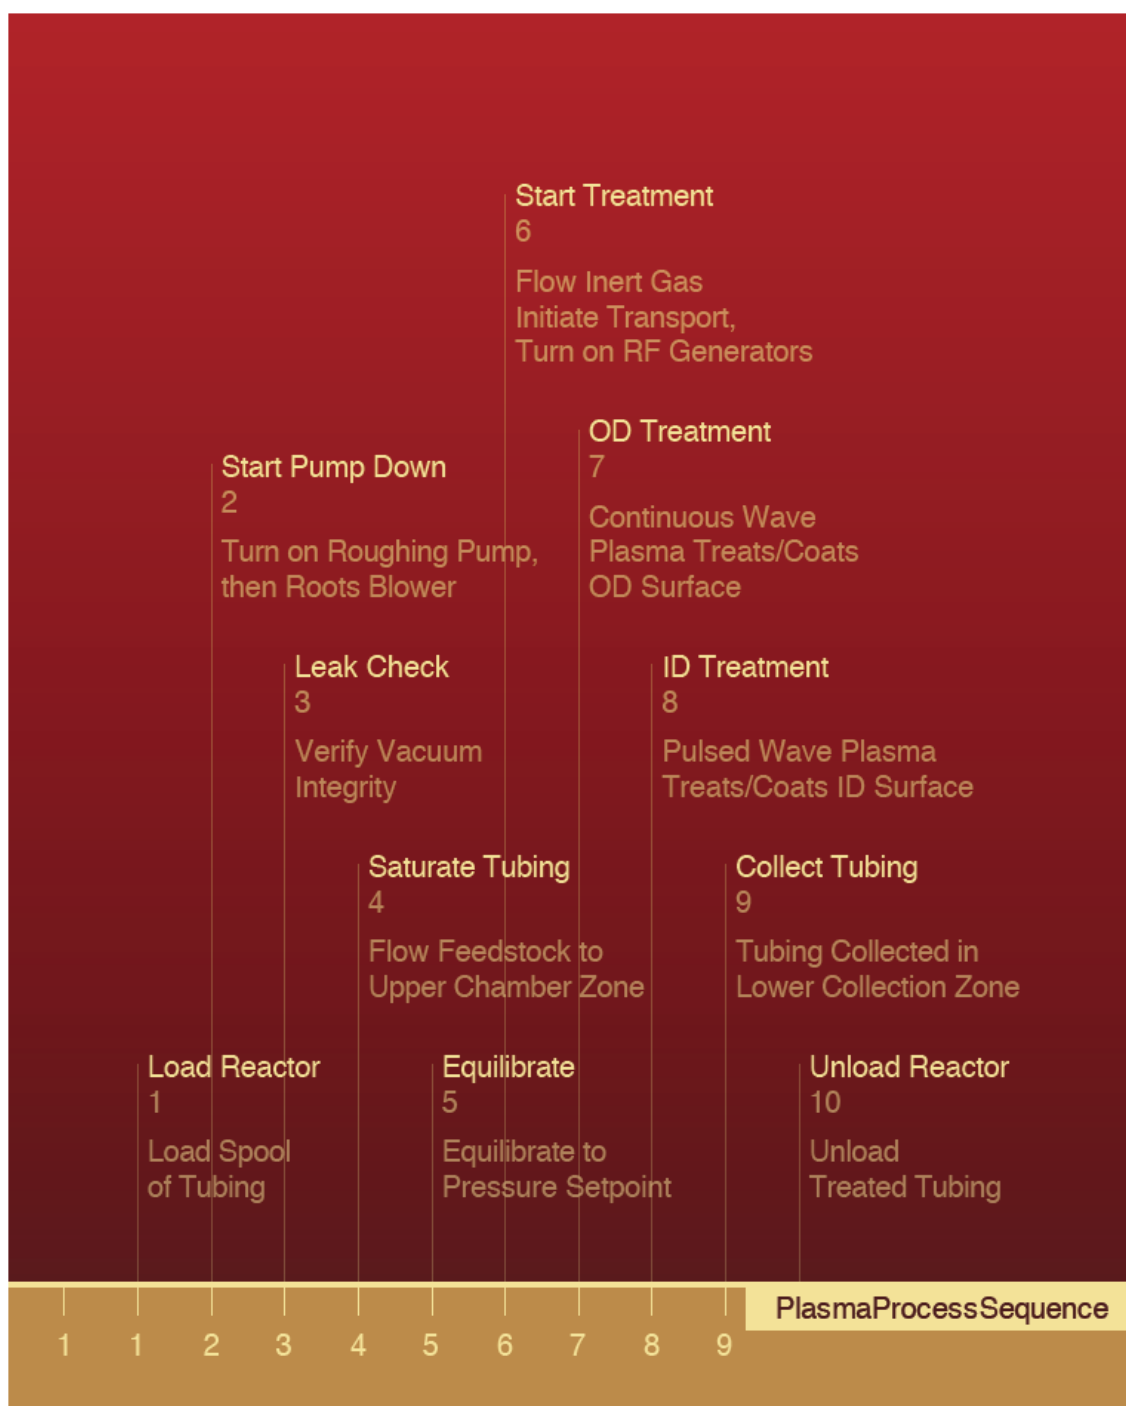 Start Treatment
6
Flow Inert Gas
Initiate Transport,
Turn on RF Generators
OD Treatment
7
Continuous Wave
Plasma Treats/Coats
OD Surface
Start Pump Down
2
Turn on Roughing Pump,
then Roots Blower
Leak Check
3
Verify Vacuum
Integrity
ID Treatment
8
Pulsed Wave Plasma
Treats/Coats ID Surface
Saturate Tubing
4
Flow Feedstock to
Upper Chamber Zone
Collect Tubing
9
Tubing Collected in
Lower Collection Zone
Load Reactor
1
Load Spool
of Tubing
Equilibrate
5
Equilibrate to
Pressure Setpoint
Unload Reactor
10
Unload
Treated Tubing
PlasmaProcessSequence
1 1 2 3 4 5 6 7 8 9